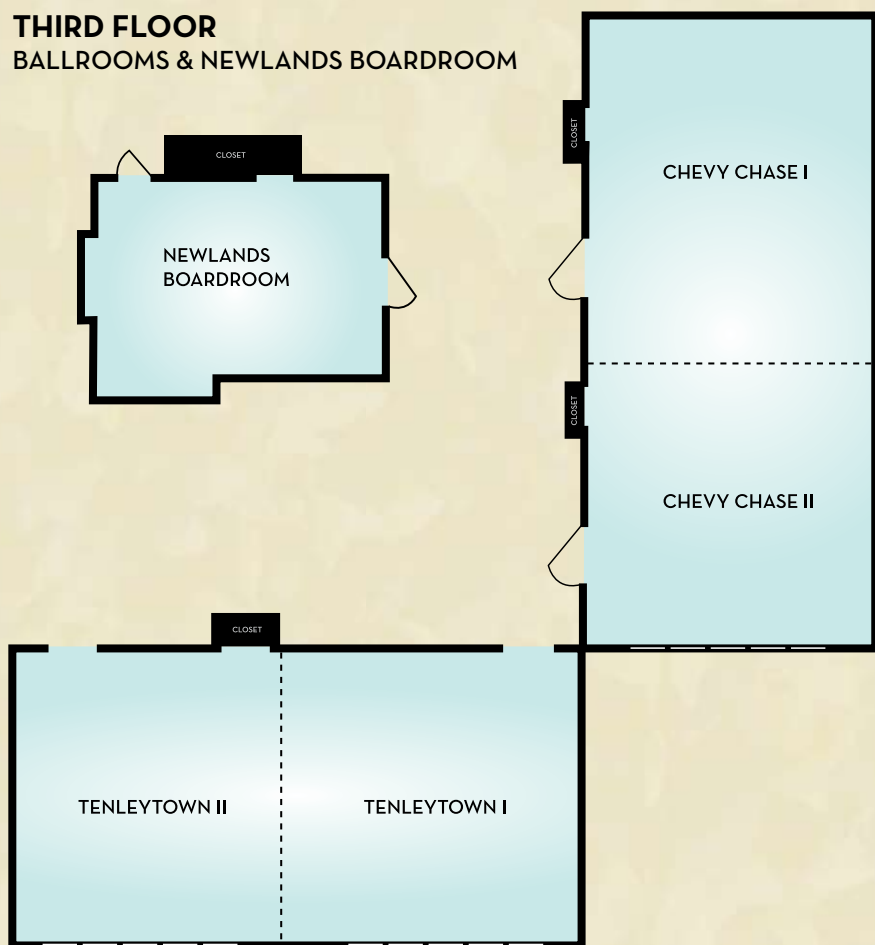 THIRD FLOOR
BALLROOMS & NEWLANDS BOARDROOM
CLOSET
NEWLANDS
BOARDROOM
CLOSET
CHEVY CHASE I
CLOSET
CHEVY CHASE II
CLOSET
TENLEYTOWN II
TENLEYTOWN I